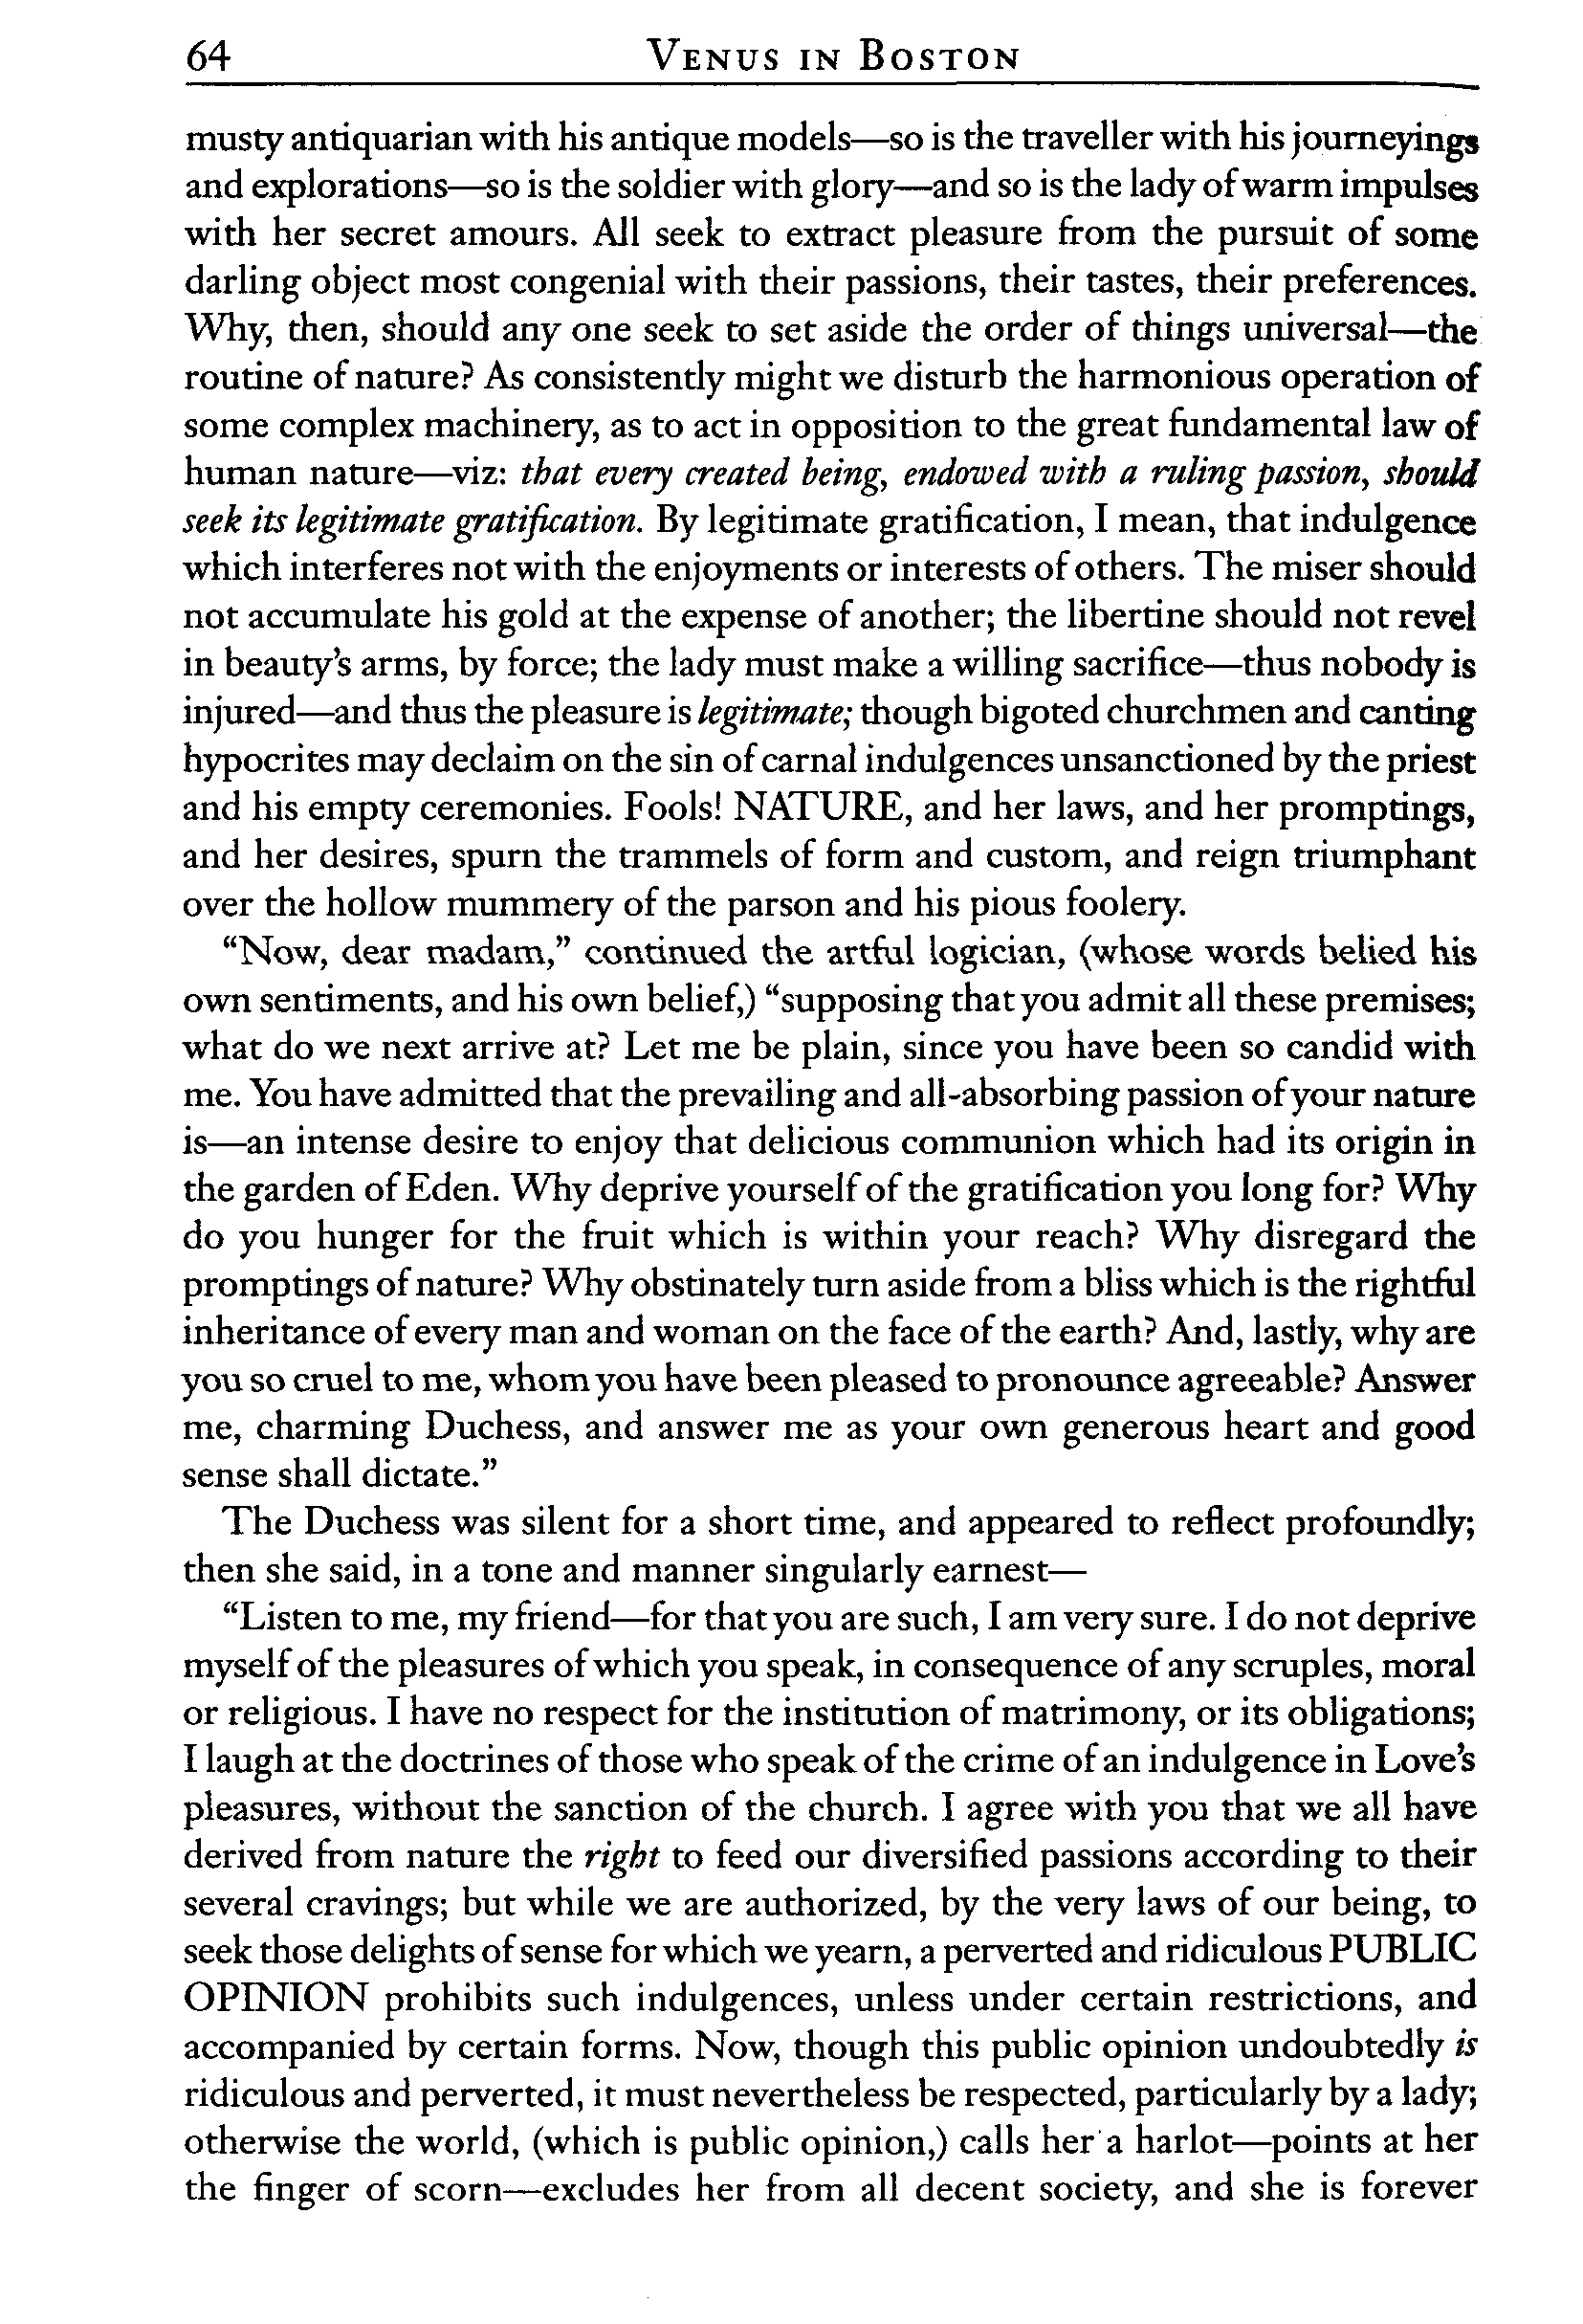 64
VENUS IN BOSTON
musty antiquarian with his antique models—so is the traveller with his journeyings
and explorations—so is the soldier with glory—and so is the lady of warm impulses
with her secret amours. All seek to extract pleasure from the pursuit of some
darling object most congenial with their passions, their tastes, their preferences.
Why, then, should any one seek to set aside the order of things universal—the
routine of nature? As consistently might we disturb the harmonious operation of
some complex machinery, as to act in opposition to the great fundamental law of
human nature—viz: that every created being, endowed with a ruling passion, should
seek its legitimate gratification. By legitimate gratification, I mean, that indulgence
which interferes not with the enjoyments or interests of others. The miser should
not accumulate his gold at the expense of another; the libertine should not revel
in beauty's arms, by force; the lady must make a willing sacrifice—thus nobody is
injured—and thus the pleasure is legitimate; though bigoted churchmen and canting
hypocrites may declaim on the sin of carnal indulgences unsanctioned by the priest
and his empty ceremonies. Fools! NATURE, and her laws, and her promptings,
and her desires, spurn the trammels of form and custom, and reign triumphant
over the hollow mummery of the parson and his pious foolery.
“Now, dear madam,” continued the artful logician, (whose words belied his
own sentiments, and his own belief,) “supposing that you admit all these premises;
what do we next arrive at? Let me be plain, since you have been so candid with
me. You have admitted that the prevailing and all-absorbing passion of your nature
is—an intense desire to enjoy that delicious communion which had its origin in
the garden of Eden. Why deprive yourself of the gratification you long for? Why
do you hunger for the fruit which is within your reach? Why disregard the
promptings of nature? Why obstinately turn aside from a bliss which is the rightful
inheritance of every man and woman on the face of the earth? And, lastly, why are
you so cruel to me, whom you have been pleased to pronounce agreeable? Answer
me, charming Duchess, and answer me as your own generous heart and good
sense shall dictate.”
The Duchess was silent for a short time, and appeared to reflect profoundly;
then she said, in a tone and manner singularly earnest—
“Listen to me, my friend—for that you are such, I am very sure. I do not deprive
myself of the pleasures of which you speak, in consequence of any scruples, moral
or religious. I have no respect for the institution of matrimony, or its obligations;
I laugh at the doctrines of those who speak of the crime of an indulgence in Love's
pleasures, without the sanction of the church. I agree with you that we all have
derived from nature the right to feed our diversified passions according to their
several cravings; but while we are authorized, by the very laws of our being, to
seek those delights of sense for which we yearn, a perverted and ridiculous PUBLIC
OPINION prohibits such indulgences, unless under certain restrictions, and
accompanied by certain forms. Now, though this public opinion undoubtedly is
ridiculous and perverted, it must nevertheless be respected, particularly by a lady;
otherwise the world, (which is public opinion,) calls her a harlot—points at her
the finger of scorn—excludes her from all decent society, and she is forever